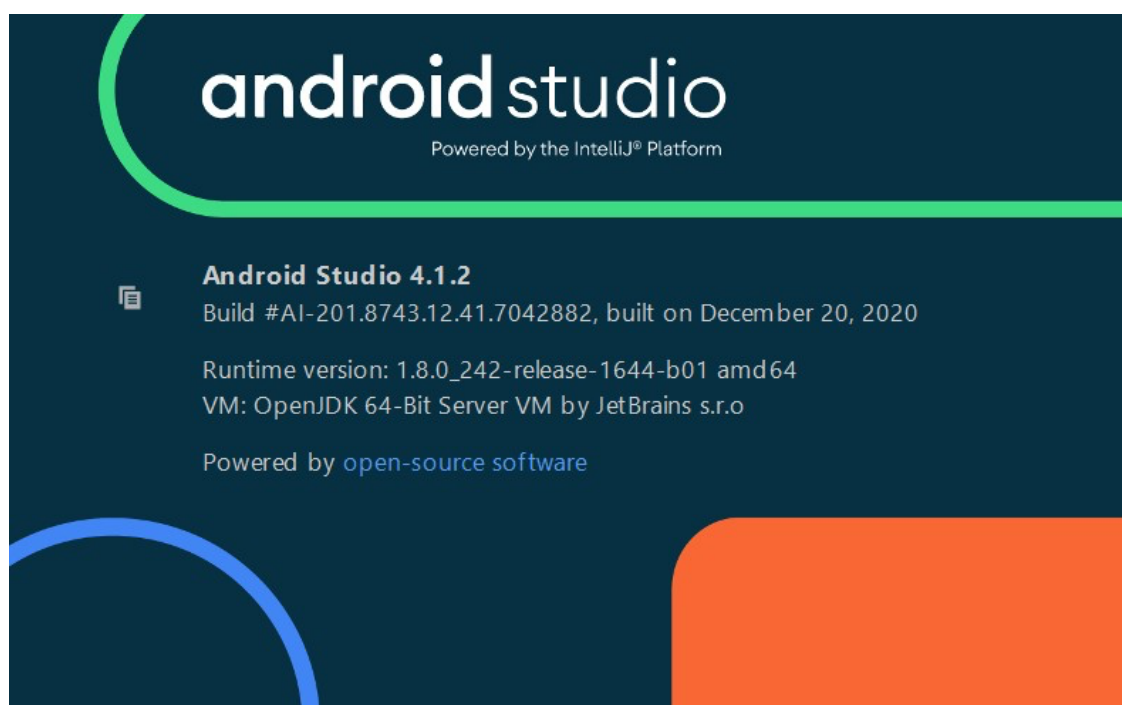 android studio
Powered by the IntelliJ® Platform
Android Studio 4.1.2
Build #AI-201.8743.12.41.7042882, built on December 20, 2020
Runtime version: 1.8.0_242-release-1644-b01 amd64
VM: OpenJDK 64-Bit Server VM by JetBrains s.r.o
Powered by open-source software